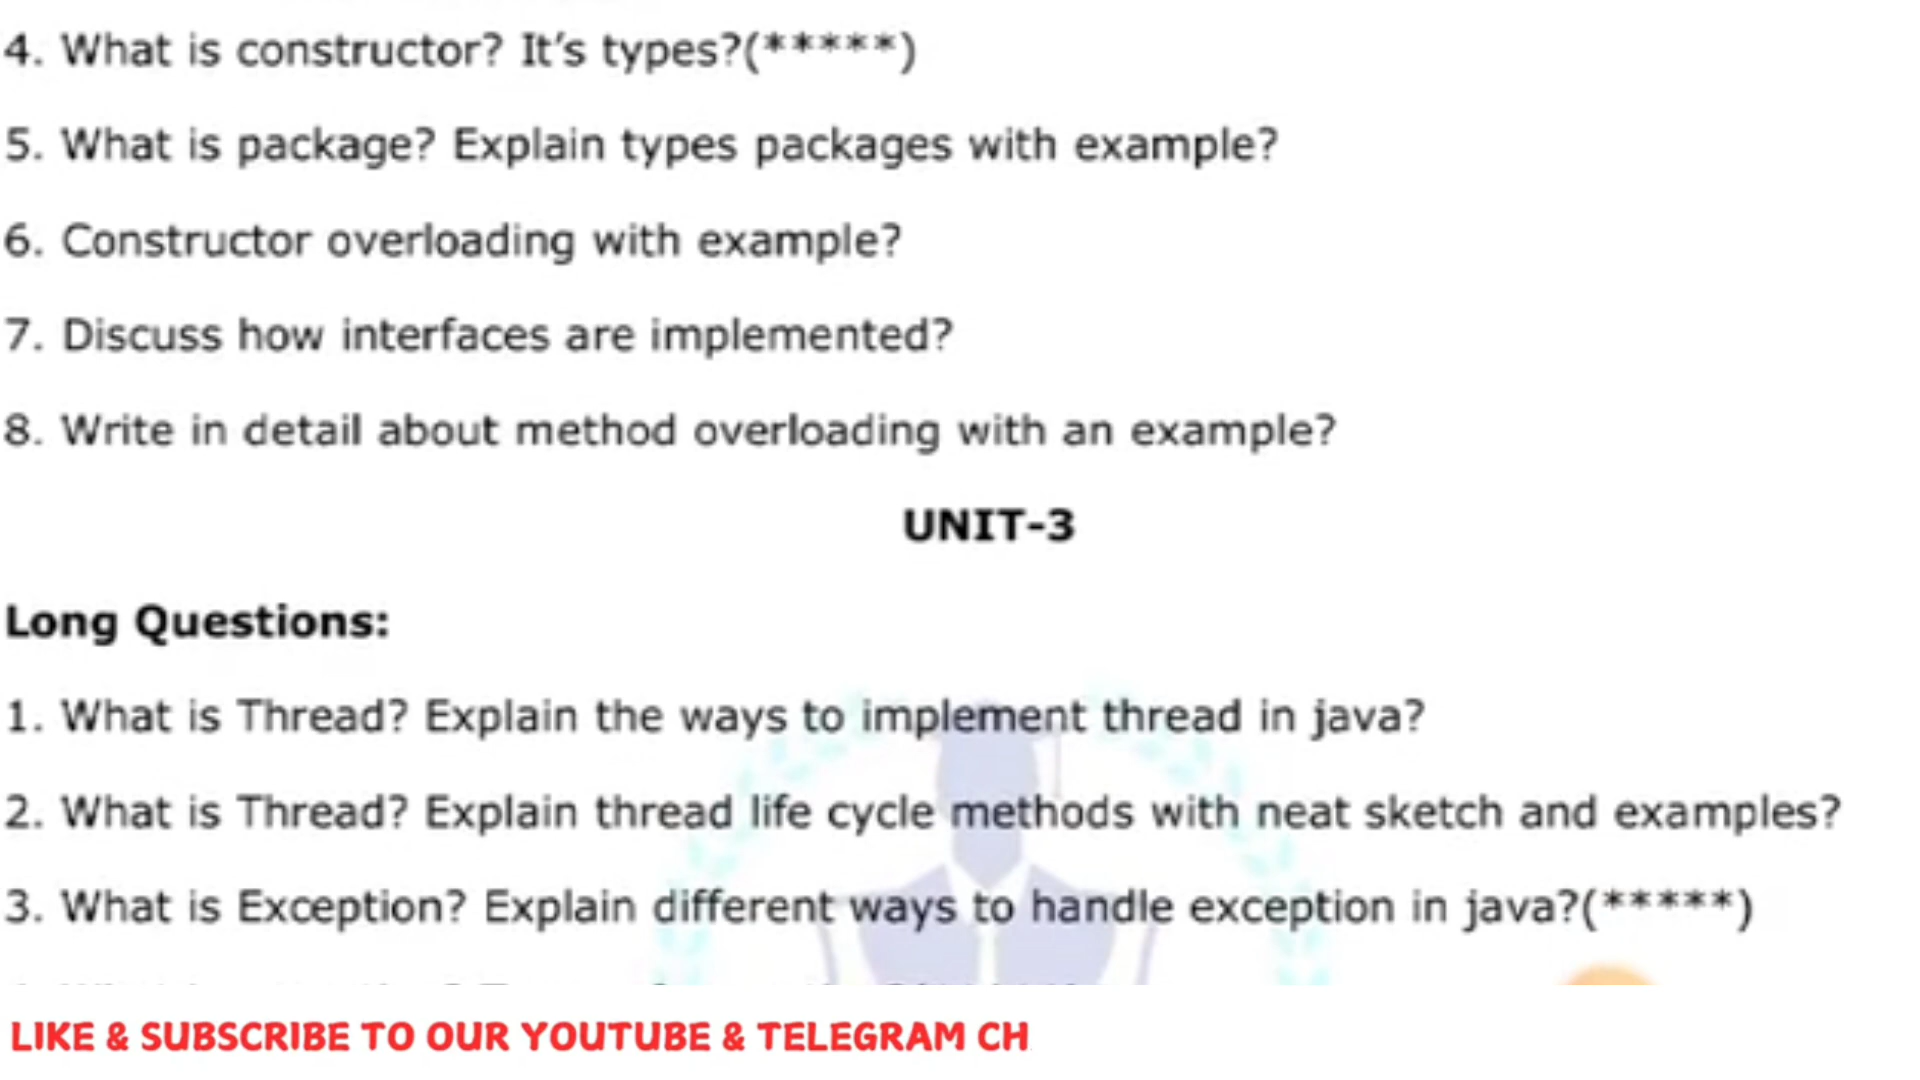 4. What is constructor? It's types?(*****)
5. What is package? Explain types packages with example?
6. Constructor overloading with example?
7. Discuss how interfaces are implemented?
8. Write in detail about method overloading with an example?
UNIT-3
Long Questions:
1. What is Thread? Explain the ways to implement thread in java?
2. What is Thread? Explain thread life cycle methods with neat sketch and examples?
3. What is Exception? Explain different ways to handle exception in java?(*****)
LIKE & SUBSCRIBE TO OUR YOUTUBE & TELEGRAM CH